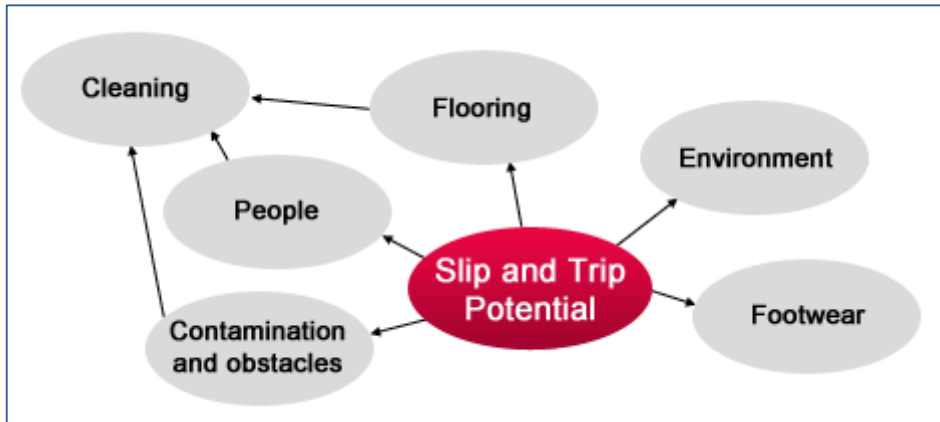 Cleaning
Flooring
Environment
People
Slip and Trip
Potential
Footwear
Contamination
and obstacles